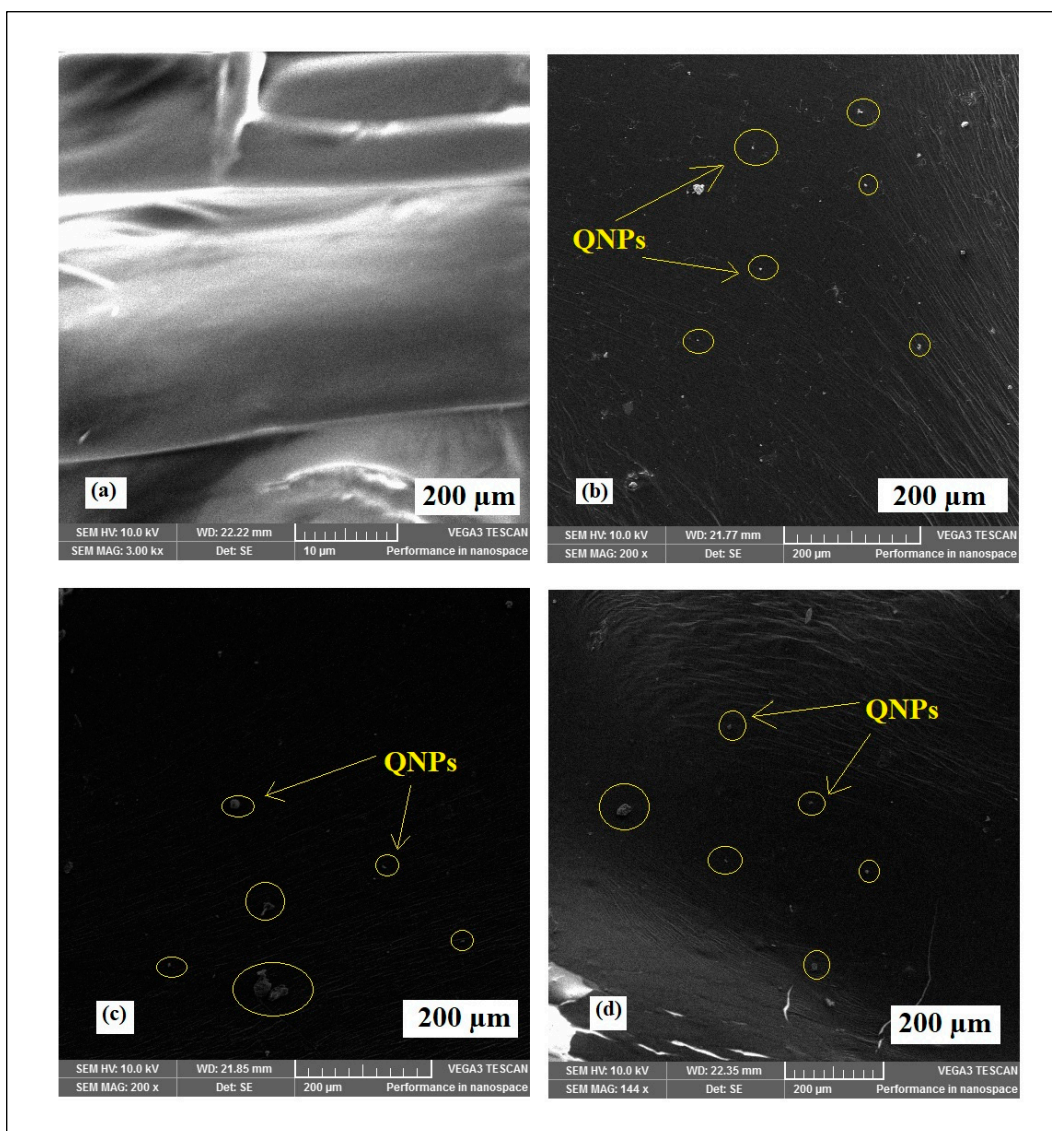 QNPs
(a)
200 µm
SEM HV: 10.0 kV WD: 22.22 mm VEGA3 TESCAN
SEM MAG: 3.00 kx Det: SE 10 µm Performance in nanospace
(b)
200 µm
SEM HV: 10.0 kV WD: 21.77 mm VEGA3 TESCAN
SEM MAG: 200 x Det: SE 200 µm Performance in nanospace
QNPs
(c)
200 µm
SEM HV: 10.0 kV WD: 21.85 mm VEGA3 TESCAN
SEM MAG: 200 x Det: SE 200 µm Performance in nanospace
QNPs
(d)
200 µm
SEM HV: 10.0 kV WD: 22.35 mm VEGA3 TESCAN
SEM MAG: 144 x Det: SE 200 µm Performance in nanospace